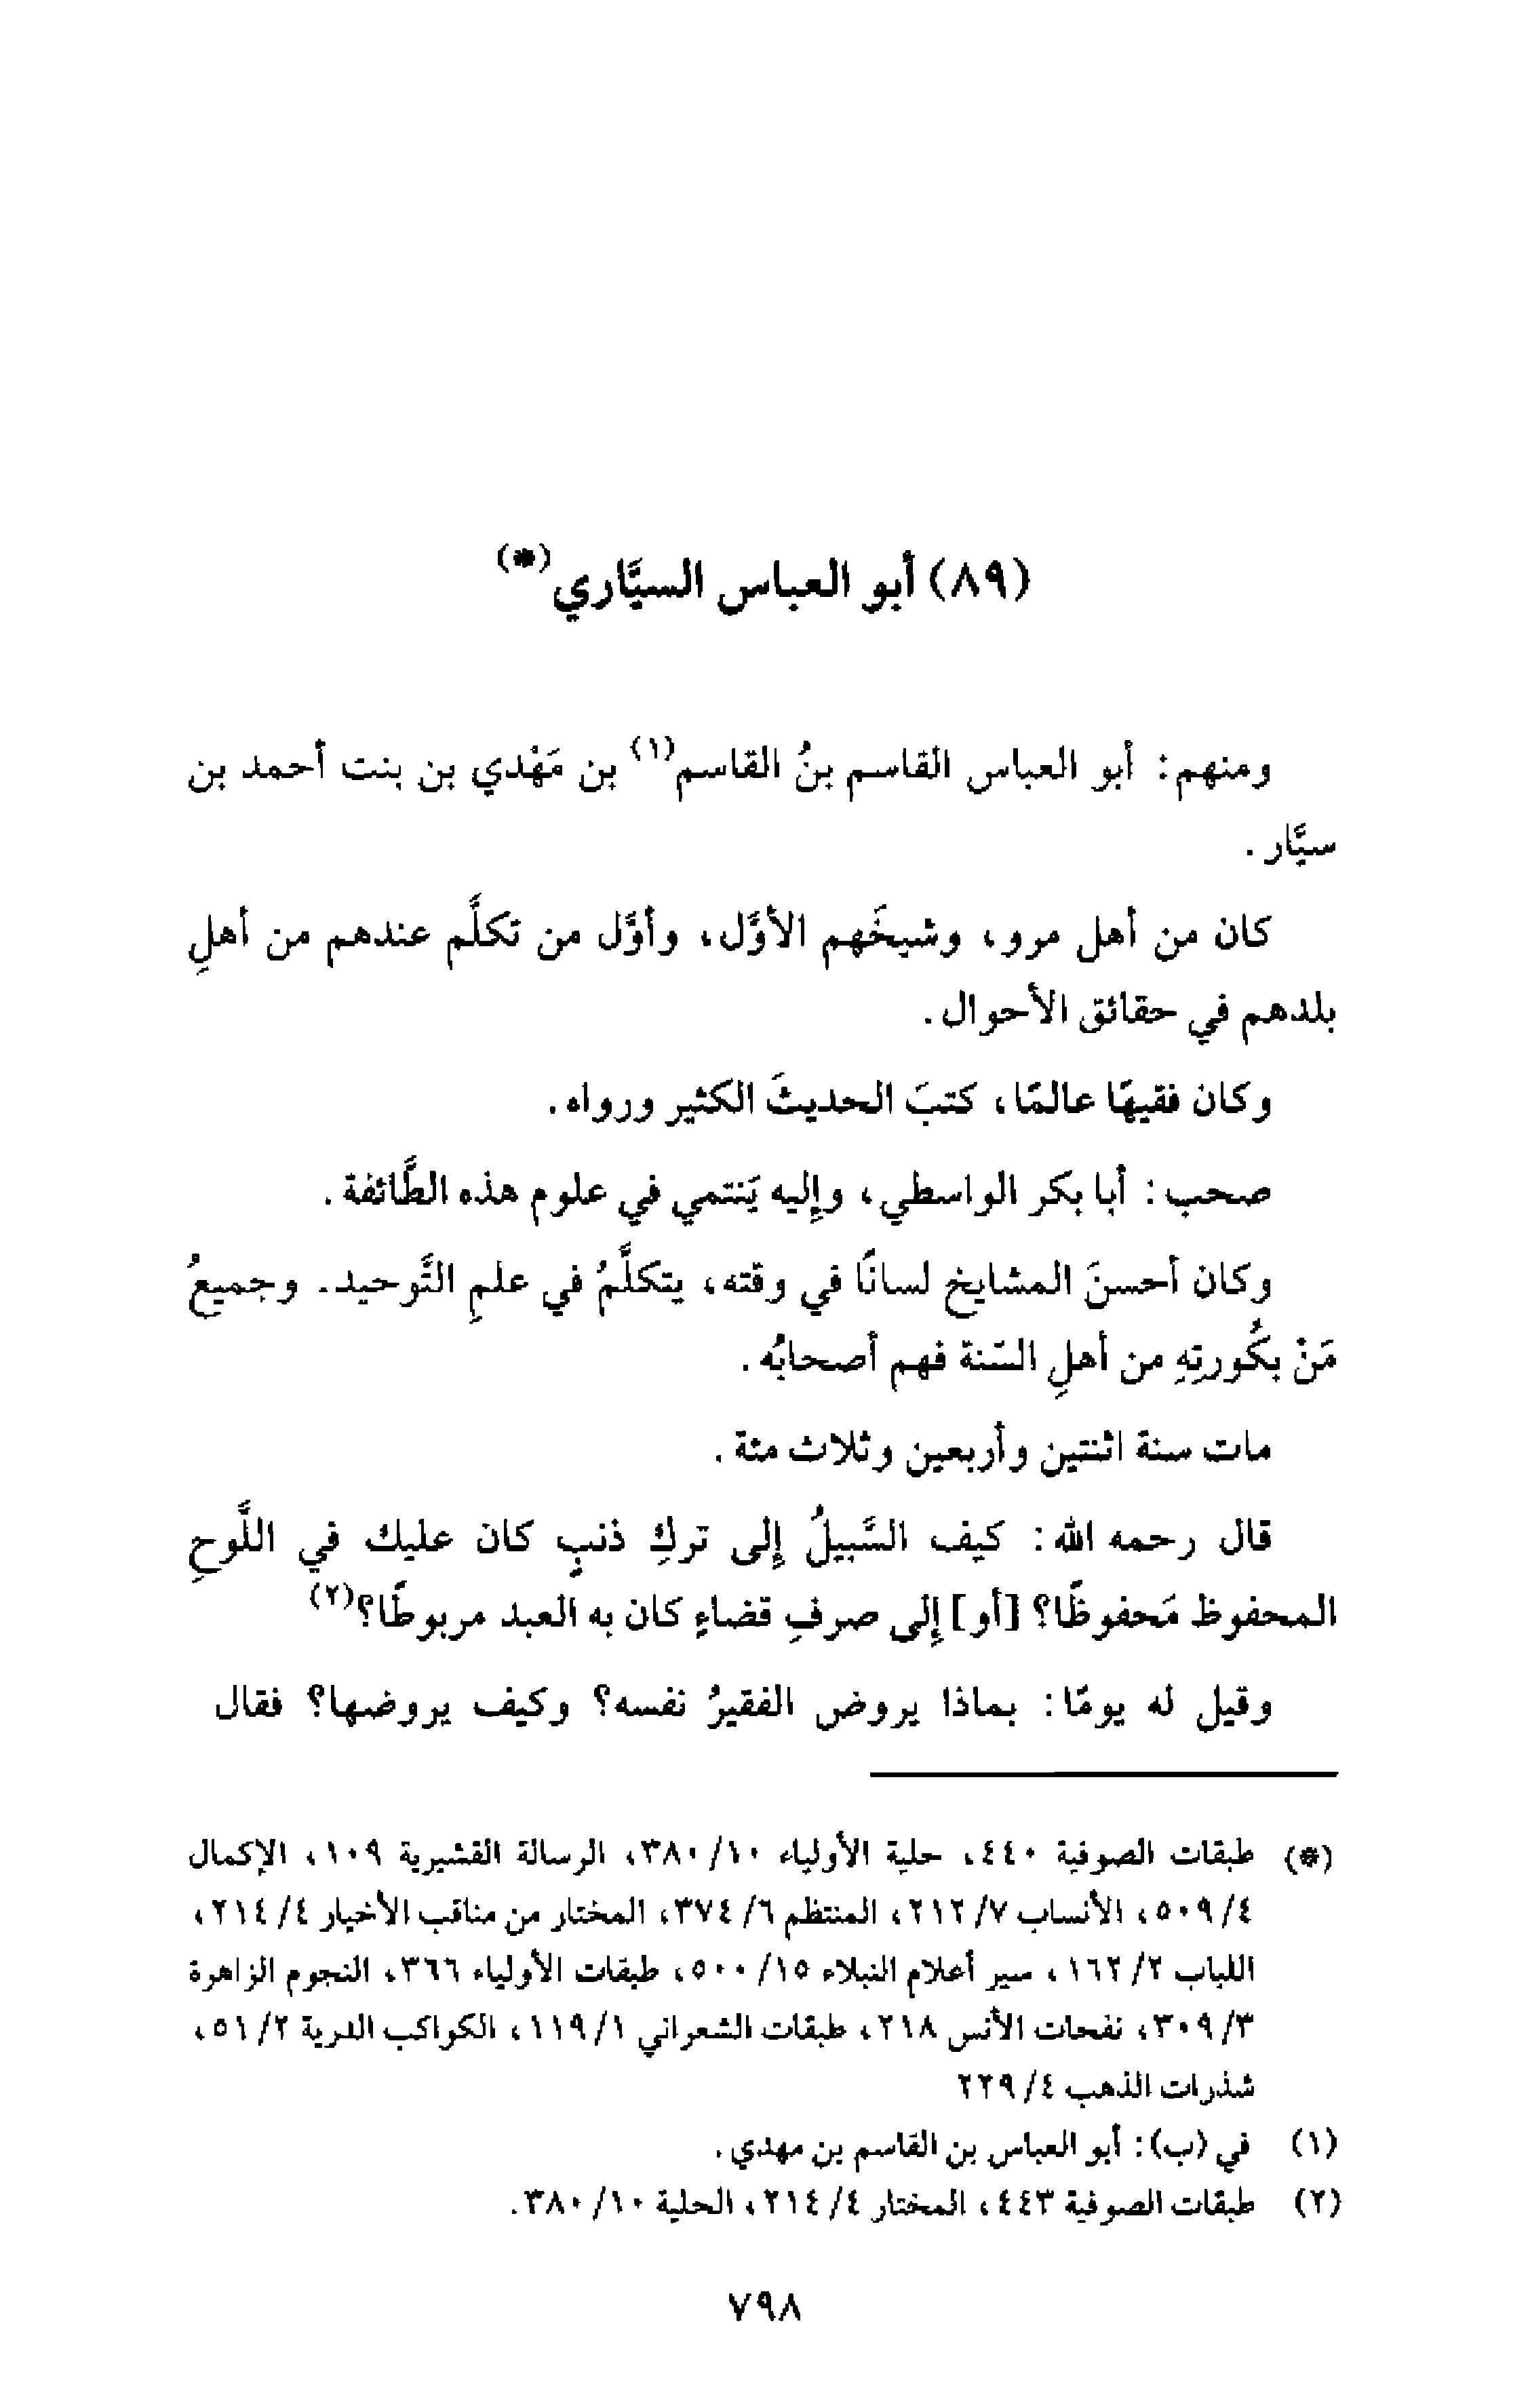 (٨٩) أبو العباس السيَّاري(*)
ومنهم: أبو العباس القاسم بنُ القاسم(١) بن مَهْدي بن بنت أحمد بن
سيَّار.
كان من أهل مرو، وشيخَهم الأوَّل، وأوَّل من تكلَّم عندهم من أهلِ
بلدهم في حقائق الأحوال.
وكان فقيهًا عالمًا، كتبَ الحديثَ الكثير ورواه.
صحب: أبا بكر الواسطي، وإليه يَنتمي في علوم هذه الطَّائفة.
وكان أحسنَ المشايخ لسانًا في وقته، يتكلَّمُ في علمِ التَّوحيد. وجميعُ
مَنْ بكُورتِهِ من أهلِ السّنة فهم أصحابُه.
مات سنة اثنتين وأربعين وثلاث مئة.
قال رحمه الله: كيف السَّبيلُ إلى تركِ ذنبٍ كان عليك في اللَّوحِ
المحفوظ مَحفوظًا؟ [أو] إلى صرفِ قضاءٍ كان به العبد مربوطًا؟(٢)
وقيل له يومًا: بماذا يروض الفقيرُ نفسه؟ وكيف يروضها؟ فقال
(*) طبقات الصوفية ٤٤٠، حلية الأولياء ١٠/ ٣٨٠، الرسالة القشيرية ١٠٩، الإكمال
٤/ ٥٠٩، الأنساب ٧/ ٢١٢، المنتظم ٦/ ٣٧٤، المختار من مناقب الأخيار ٤/ ٢١٤،
اللباب ٢/ ١٦٢، سير أعلام النبلاء ١٥/ ٥٠٠، طبقات الأولياء ٣٦٦، النجوم الزاهرة
٣/ ٣٠٩، نفحات الأنس ٢١٨، طبقات الشعراني ١/ ١١٩، الكواكب الدرية ٢/ ٥١،
شذرات الذهب ٤/ ٢٢٩
(١) في (ب): أبو العباس بن القاسم بن مهدي.
(٢) طبقات الصوفية ٤٤٣، المختار ٤/ ٢١٤، الحلية ١٠/ ٣٨٠.
٧٩٨